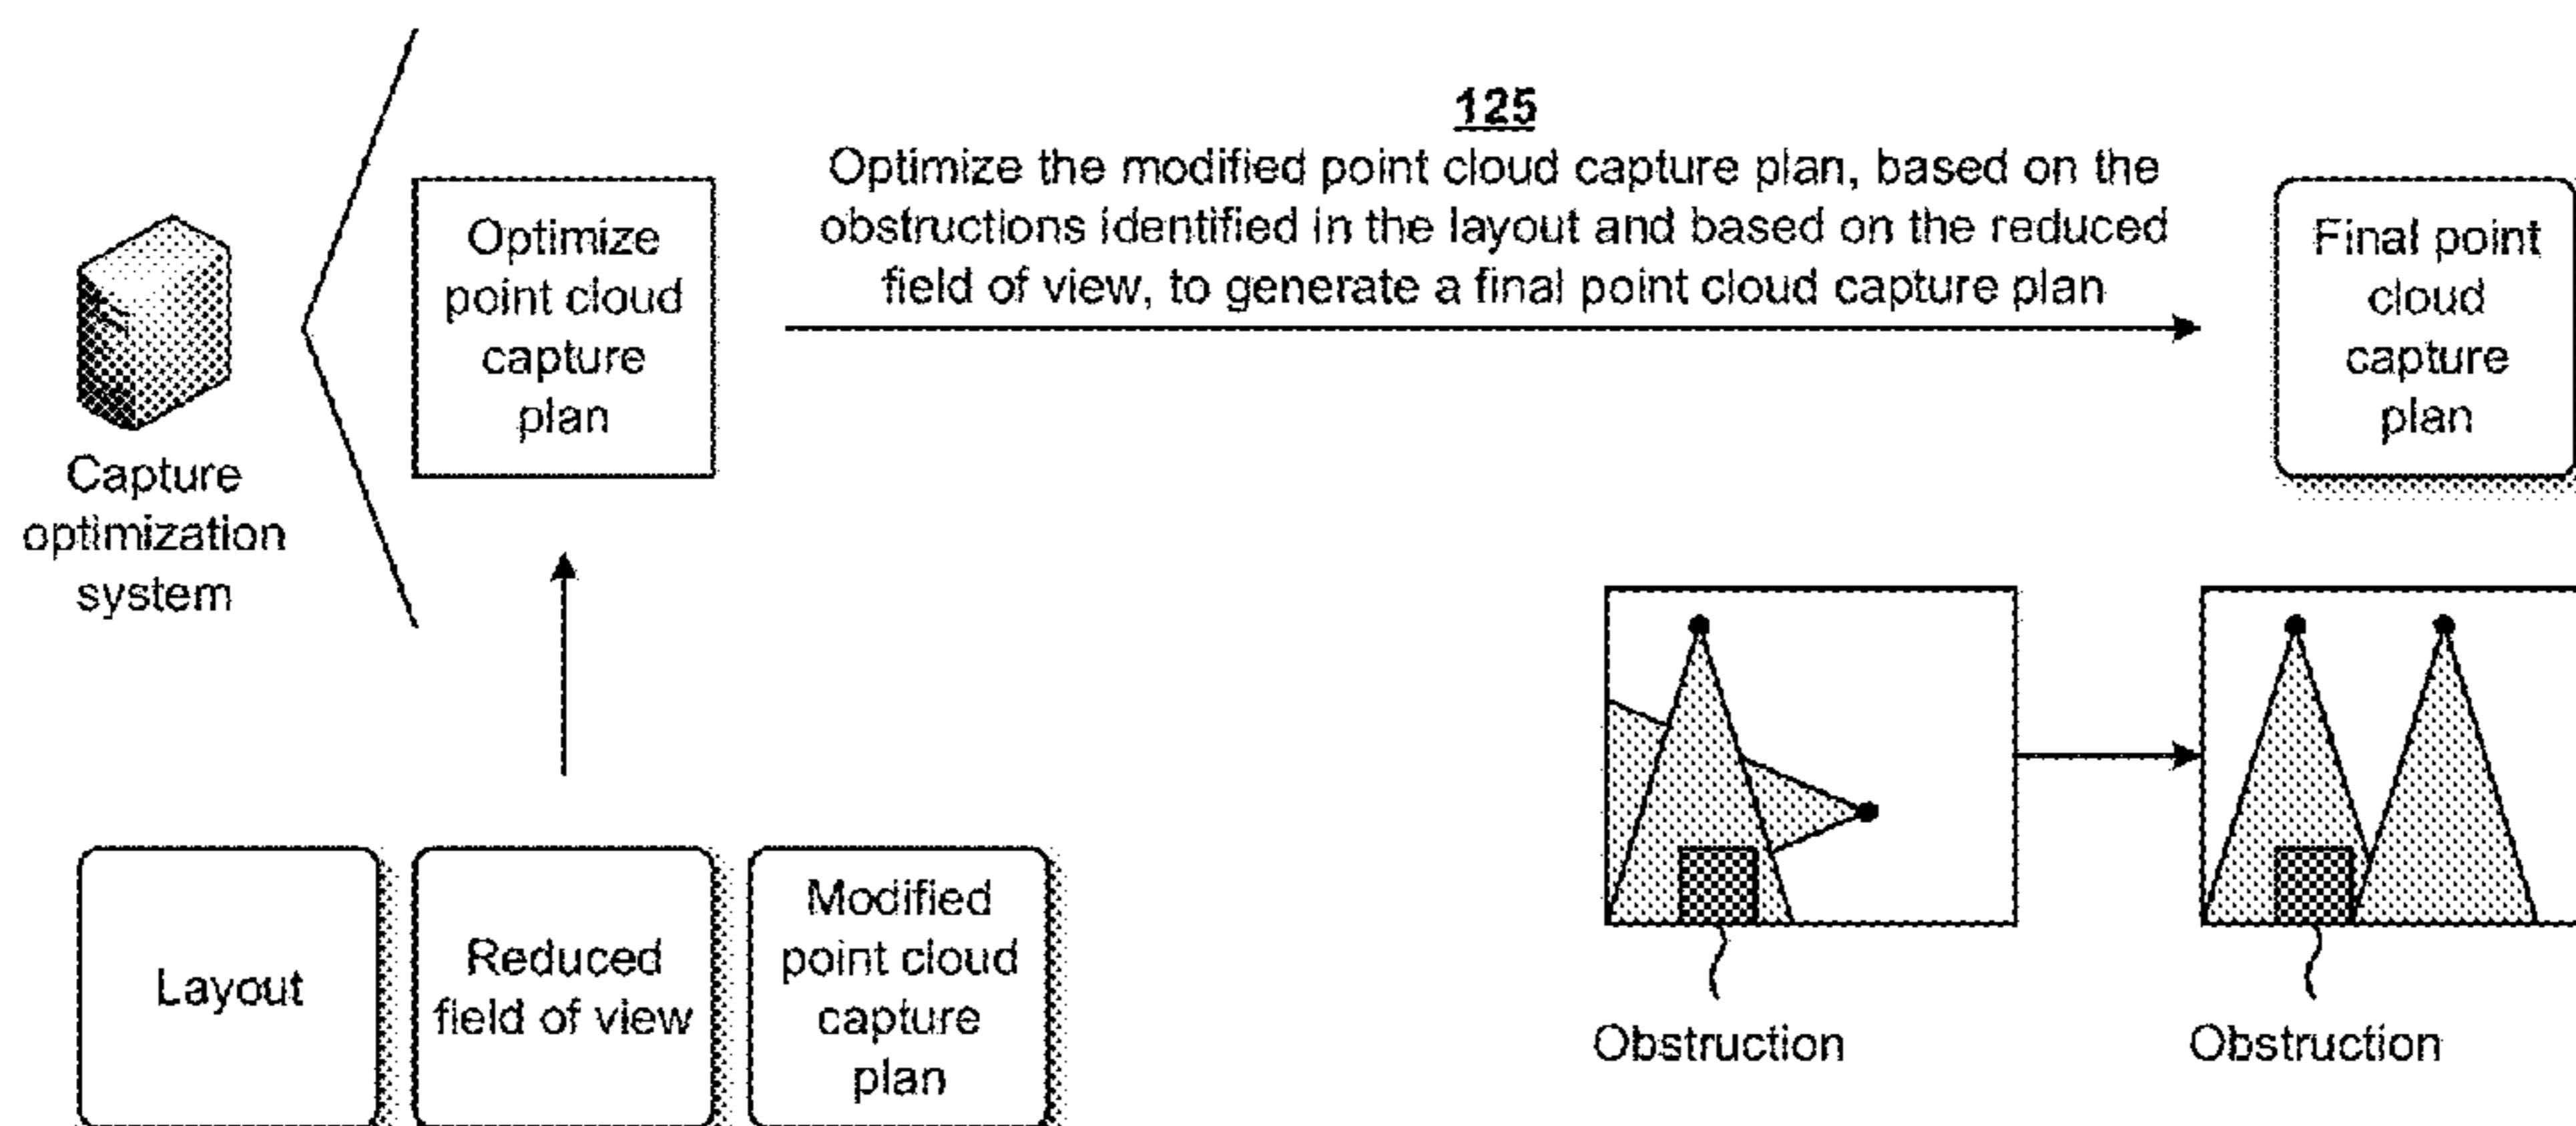 125
Optimize the modified point cloud capture plan, based on the
obstructions identified in the layout and based on the reduced
field of view, to generate a final point cloud capture plan
Optimize
point cloud
capture
plan
Final point
cloud
capture
plan
Capture
optimization
system
Layout
Reduced
field of view
Modified
point cloud
capture
plan
Obstruction
Obstruction